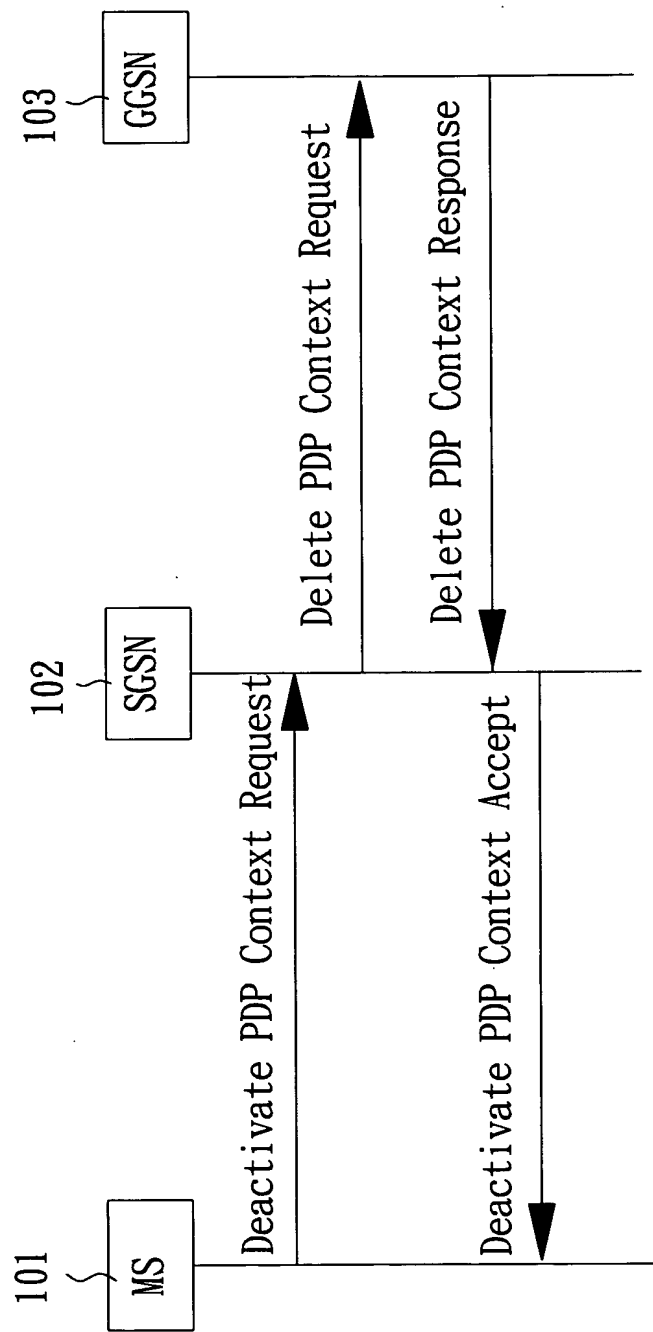 101
MS
102
SGSN
103
GGSN
Deactivate PDP Context Request
Delete PDP Context Request
Delete PDP Context Response
Deactivate PDP Context Accept